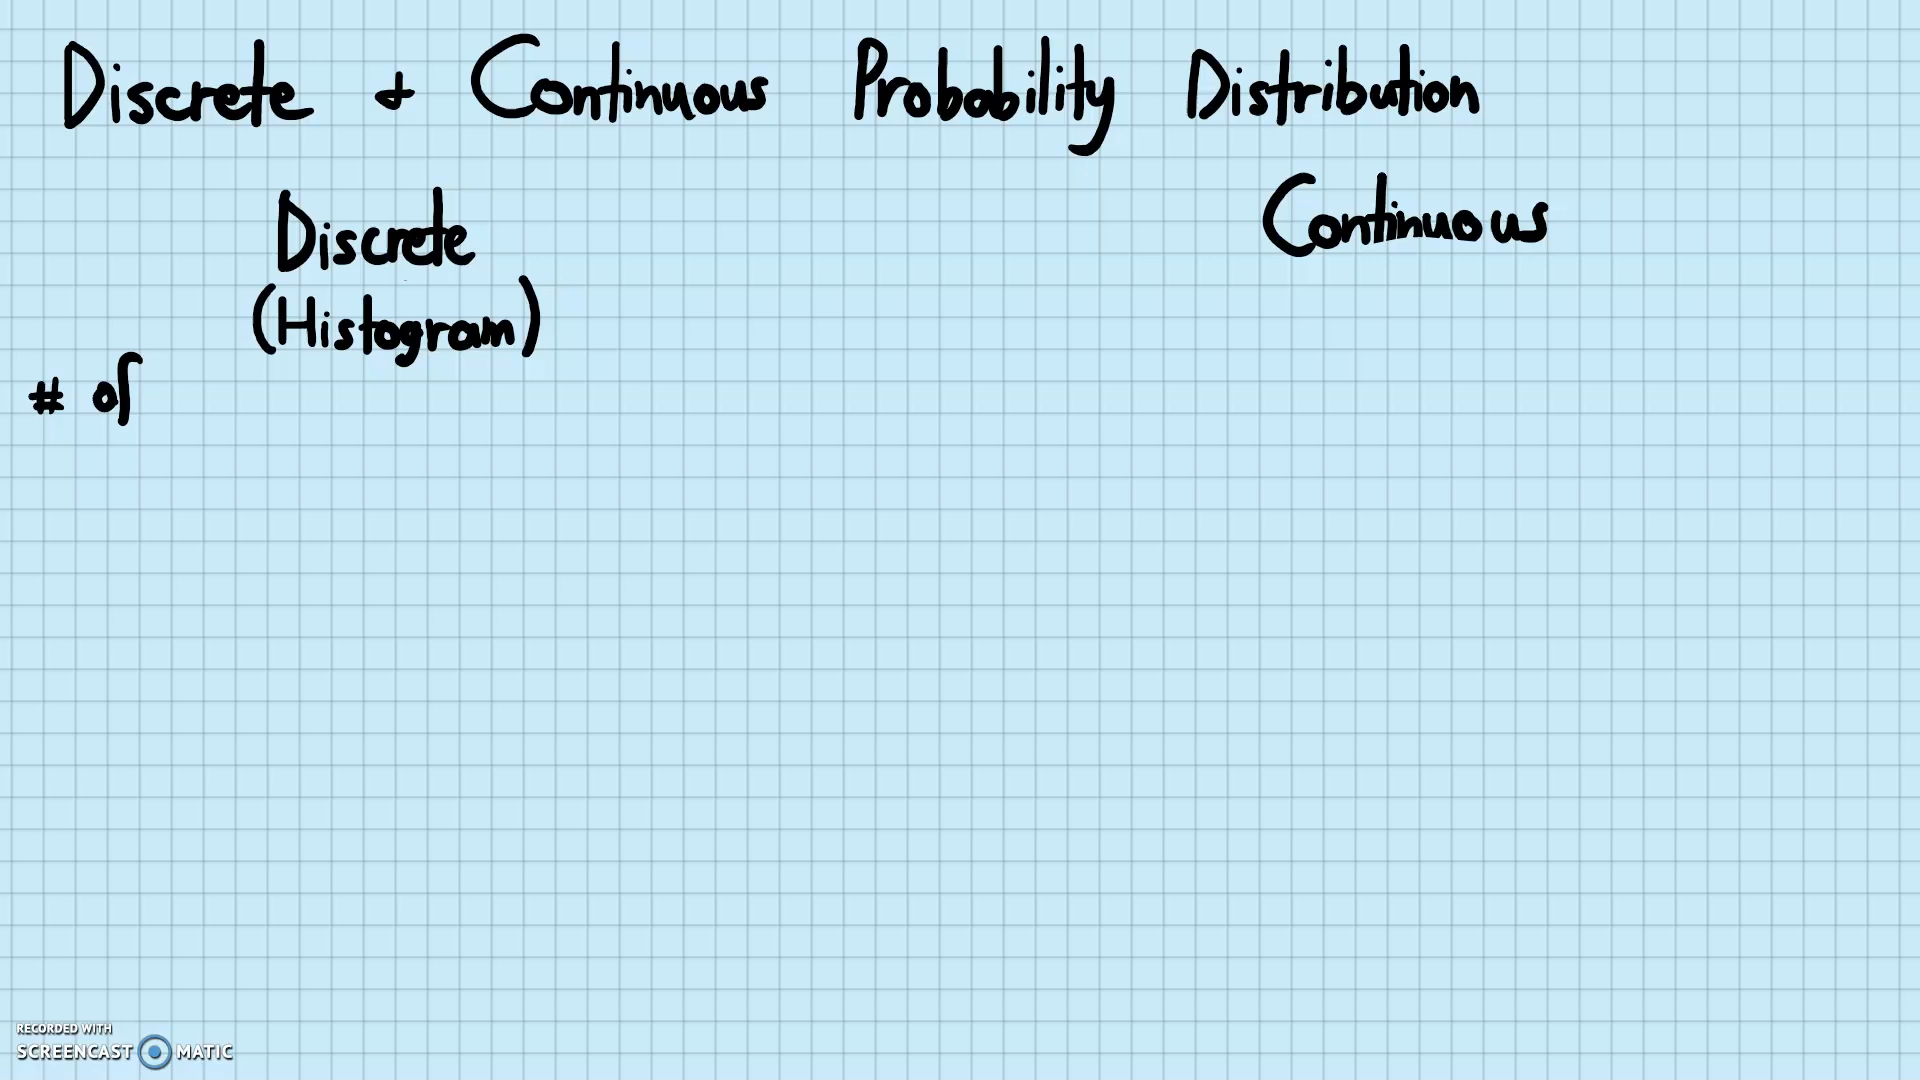 Discrete + Continuous Probability Distribution
Discrete
Continuous
(Histogram)
# of
RECORDED WITH
SCREENCAST MATIC